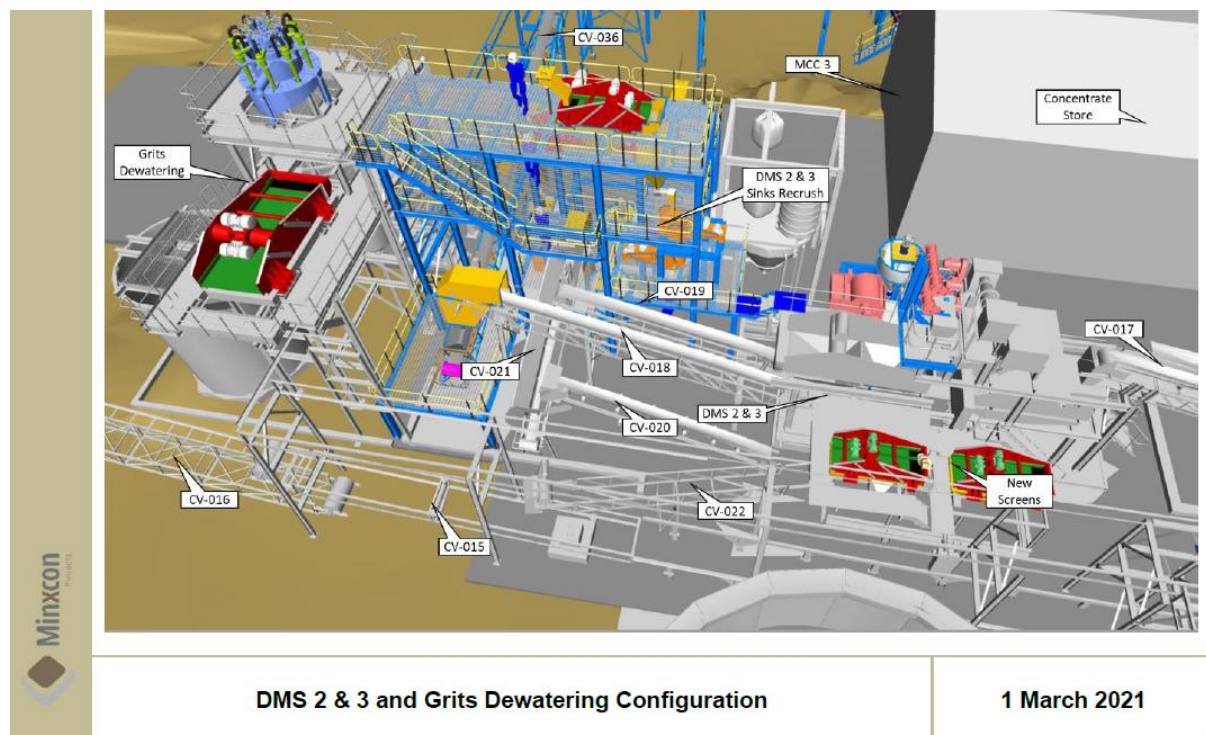 CV-036
MCC 3
Concentrate
Store
Grits
Dewatering
DMS 2 & 3
Sinks Recrush
CV-019
CV-017
CV-021
CV-018
DMS 2 & 3
CV-020
CV-016
CV-022
New
Screens
CV-015
Minxcon
Projects
DMS 2 & 3 and Grits Dewatering Configuration
1 March 2021